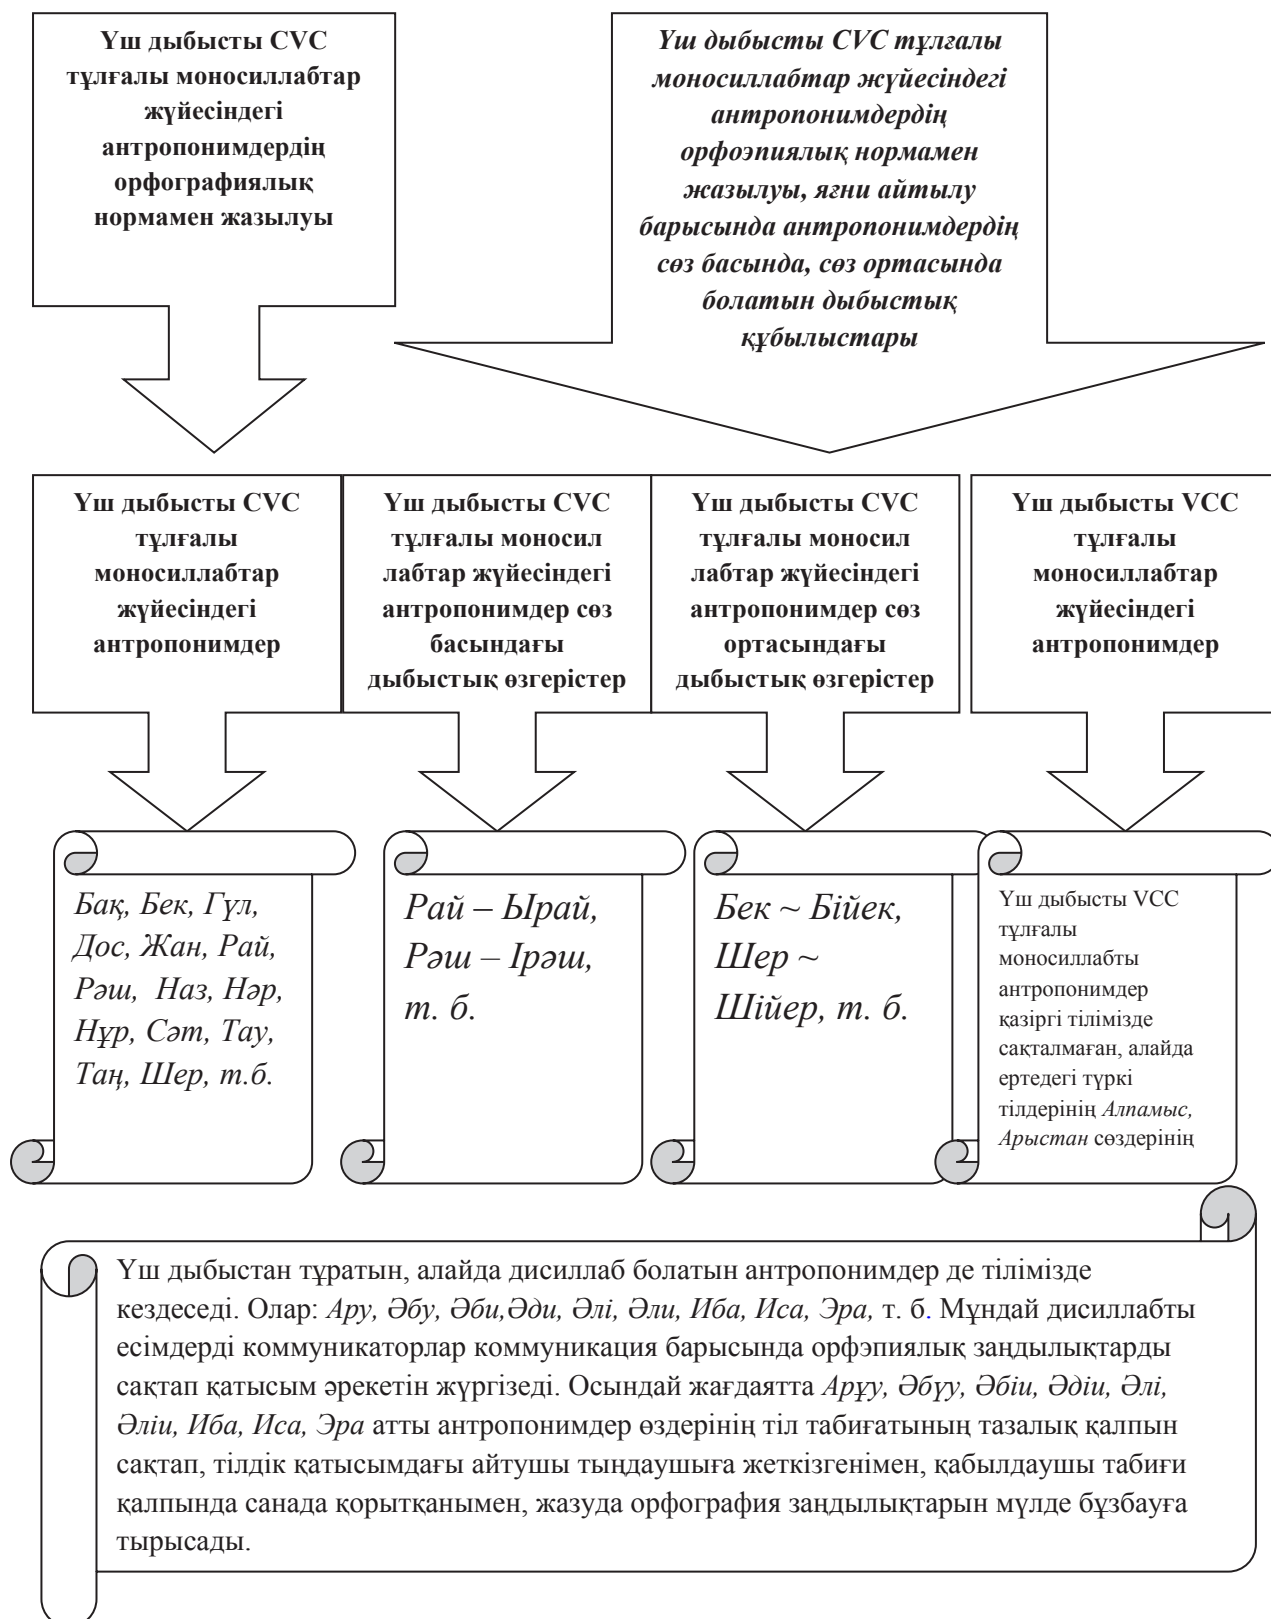 Үш дыбысты CVC
тұлғалы моносиллабтар
жүйесіндегі
антропонимдердің
орфографиялық
нормамен жазылуы
Үш дыбысты CVC тұлғалы
моносиллабтар жүйесіндегі
антропонимдердің
орфоэпиялық нормамен
жазылуы, яғни айтылу
барысында антропонимдердің
сөз басында, сөз ортасында
болатын дыбыстық
құбылыстары
Үш дыбысты CVC
тұлғалы
моносиллабтар
жүйесіндегі
антропонимдер
Үш дыбысты CVC
тұлғалы моносил
лабтар жүйесіндегі
антропонимдер сөз
басындағы
дыбыстық өзгерістер
Үш дыбысты CVC
тұлғалы моносил
лабтар жүйесіндегі
антропонимдер сөз
ортасындағы
дыбыстық өзгерістер
Үш дыбысты VCC
тұлғалы
моносиллабтар
жүйесіндегі
антропонимдер
Бақ, Бек, Гүл,
Дос, Жан, Рай,
Рәш, Наз, Нәр,
Нұр, Сәт, Тау,
Таң, Шер, т.б.
Рай – Ырай,
Рәш – Ірәш,
т. б.
Бек ~ Бійек,
Шер ~
Шійер, т. б.
Үш дыбысты VCC
тұлғалы
моносиллабты
антропонимдер
қазіргі тілімізде
сақталмаған, алайда
ертедегі түркі
тілдерінің Алпамыс,
Арыстан сөздерінің
Үш дыбыстан тұратын, алайда дисиллаб болатын антропонимдер де тілімізде
кездеседі. Олар: Ару, Әбу, Әби,Әди, Әлі, Әли, Иба, Иса, Эра, т. б. Мұндай дисиллабты
есімдерді коммуникаторлар коммуникация барысында орфэпиялық заңдылықтарды
сақтап қатысым әрекетін жүргізеді. Осындай жағдаятта Арұу, Әбүу, Әбіи, Әдіи, Әлі,
Әліи, Иба, Иса, Эра атты антропонимдер өздерінің тіл табиғатының тазалық қалпын
сақтап, тілдік қатысымдағы айтушы тыңдаушыға жеткізгенімен, қабылдаушы табиғи
қалпында санада қорытқанымен, жазуда орфография заңдылықтарын мүлде бұзбауға
тырысады.